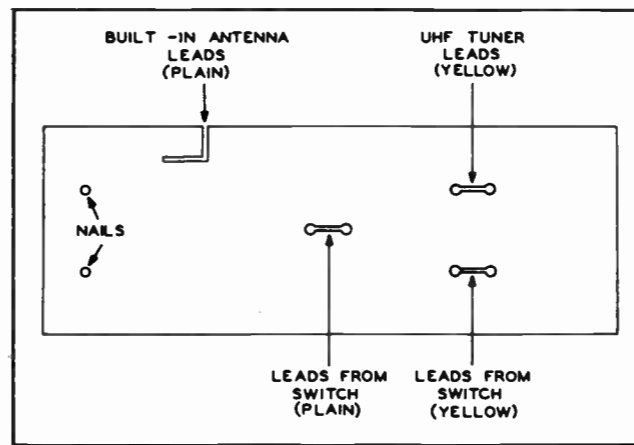 BUILT -IN ANTENNA
LEADS
(PLAIN)
UHF TUNER
LEADS
(YELLOW)
NAILS
LEADS FROM
SWITCH
(PLAIN)
LEADS FROM
SWITCH
(YELLOW)